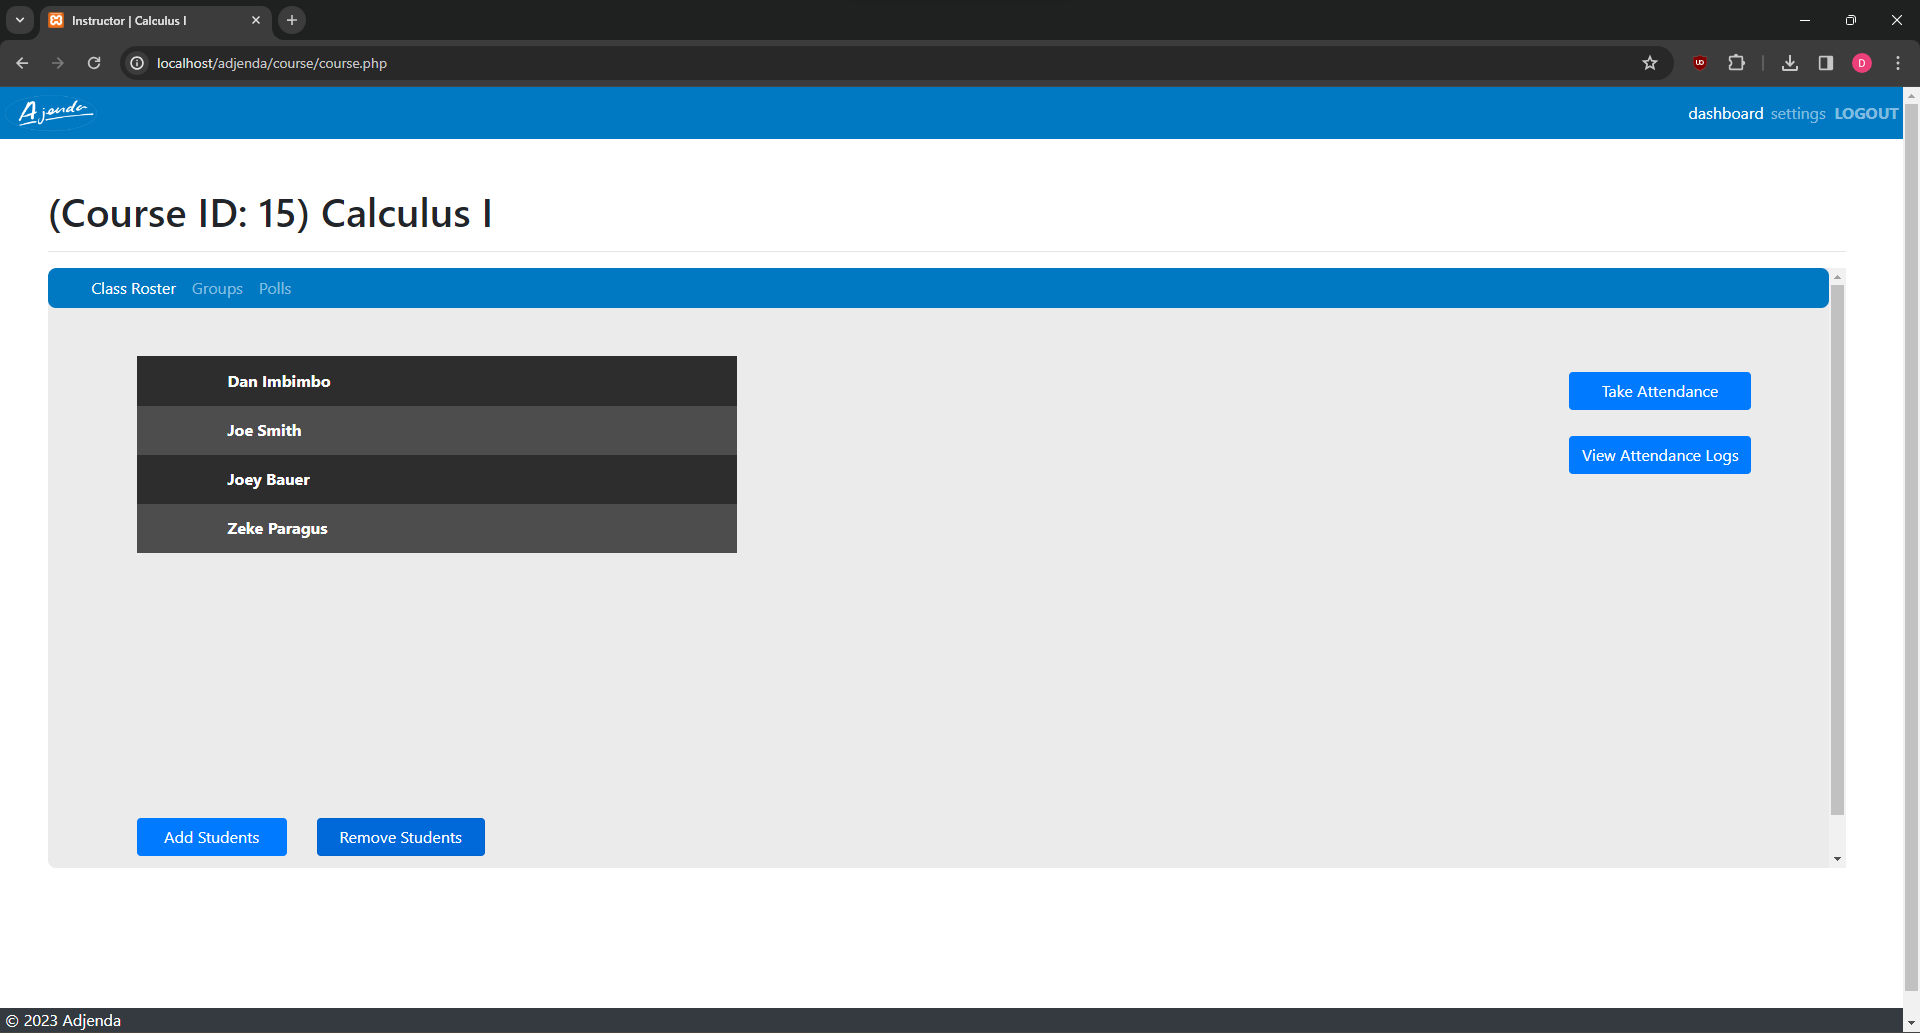 Instructor | Calculus I
localhost/adjenda/course/course.php
UD
D
Ajenda
dashboard settings LOGOUT
(Course ID: 15) Calculus I
Class Roster Groups Polls
Dan Imbimbo
Take Attendance
Joe Smith
View Attendance Logs
Joey Bauer
Zeke Paragus
Add Students Remove Students
© 2023 Adjenda